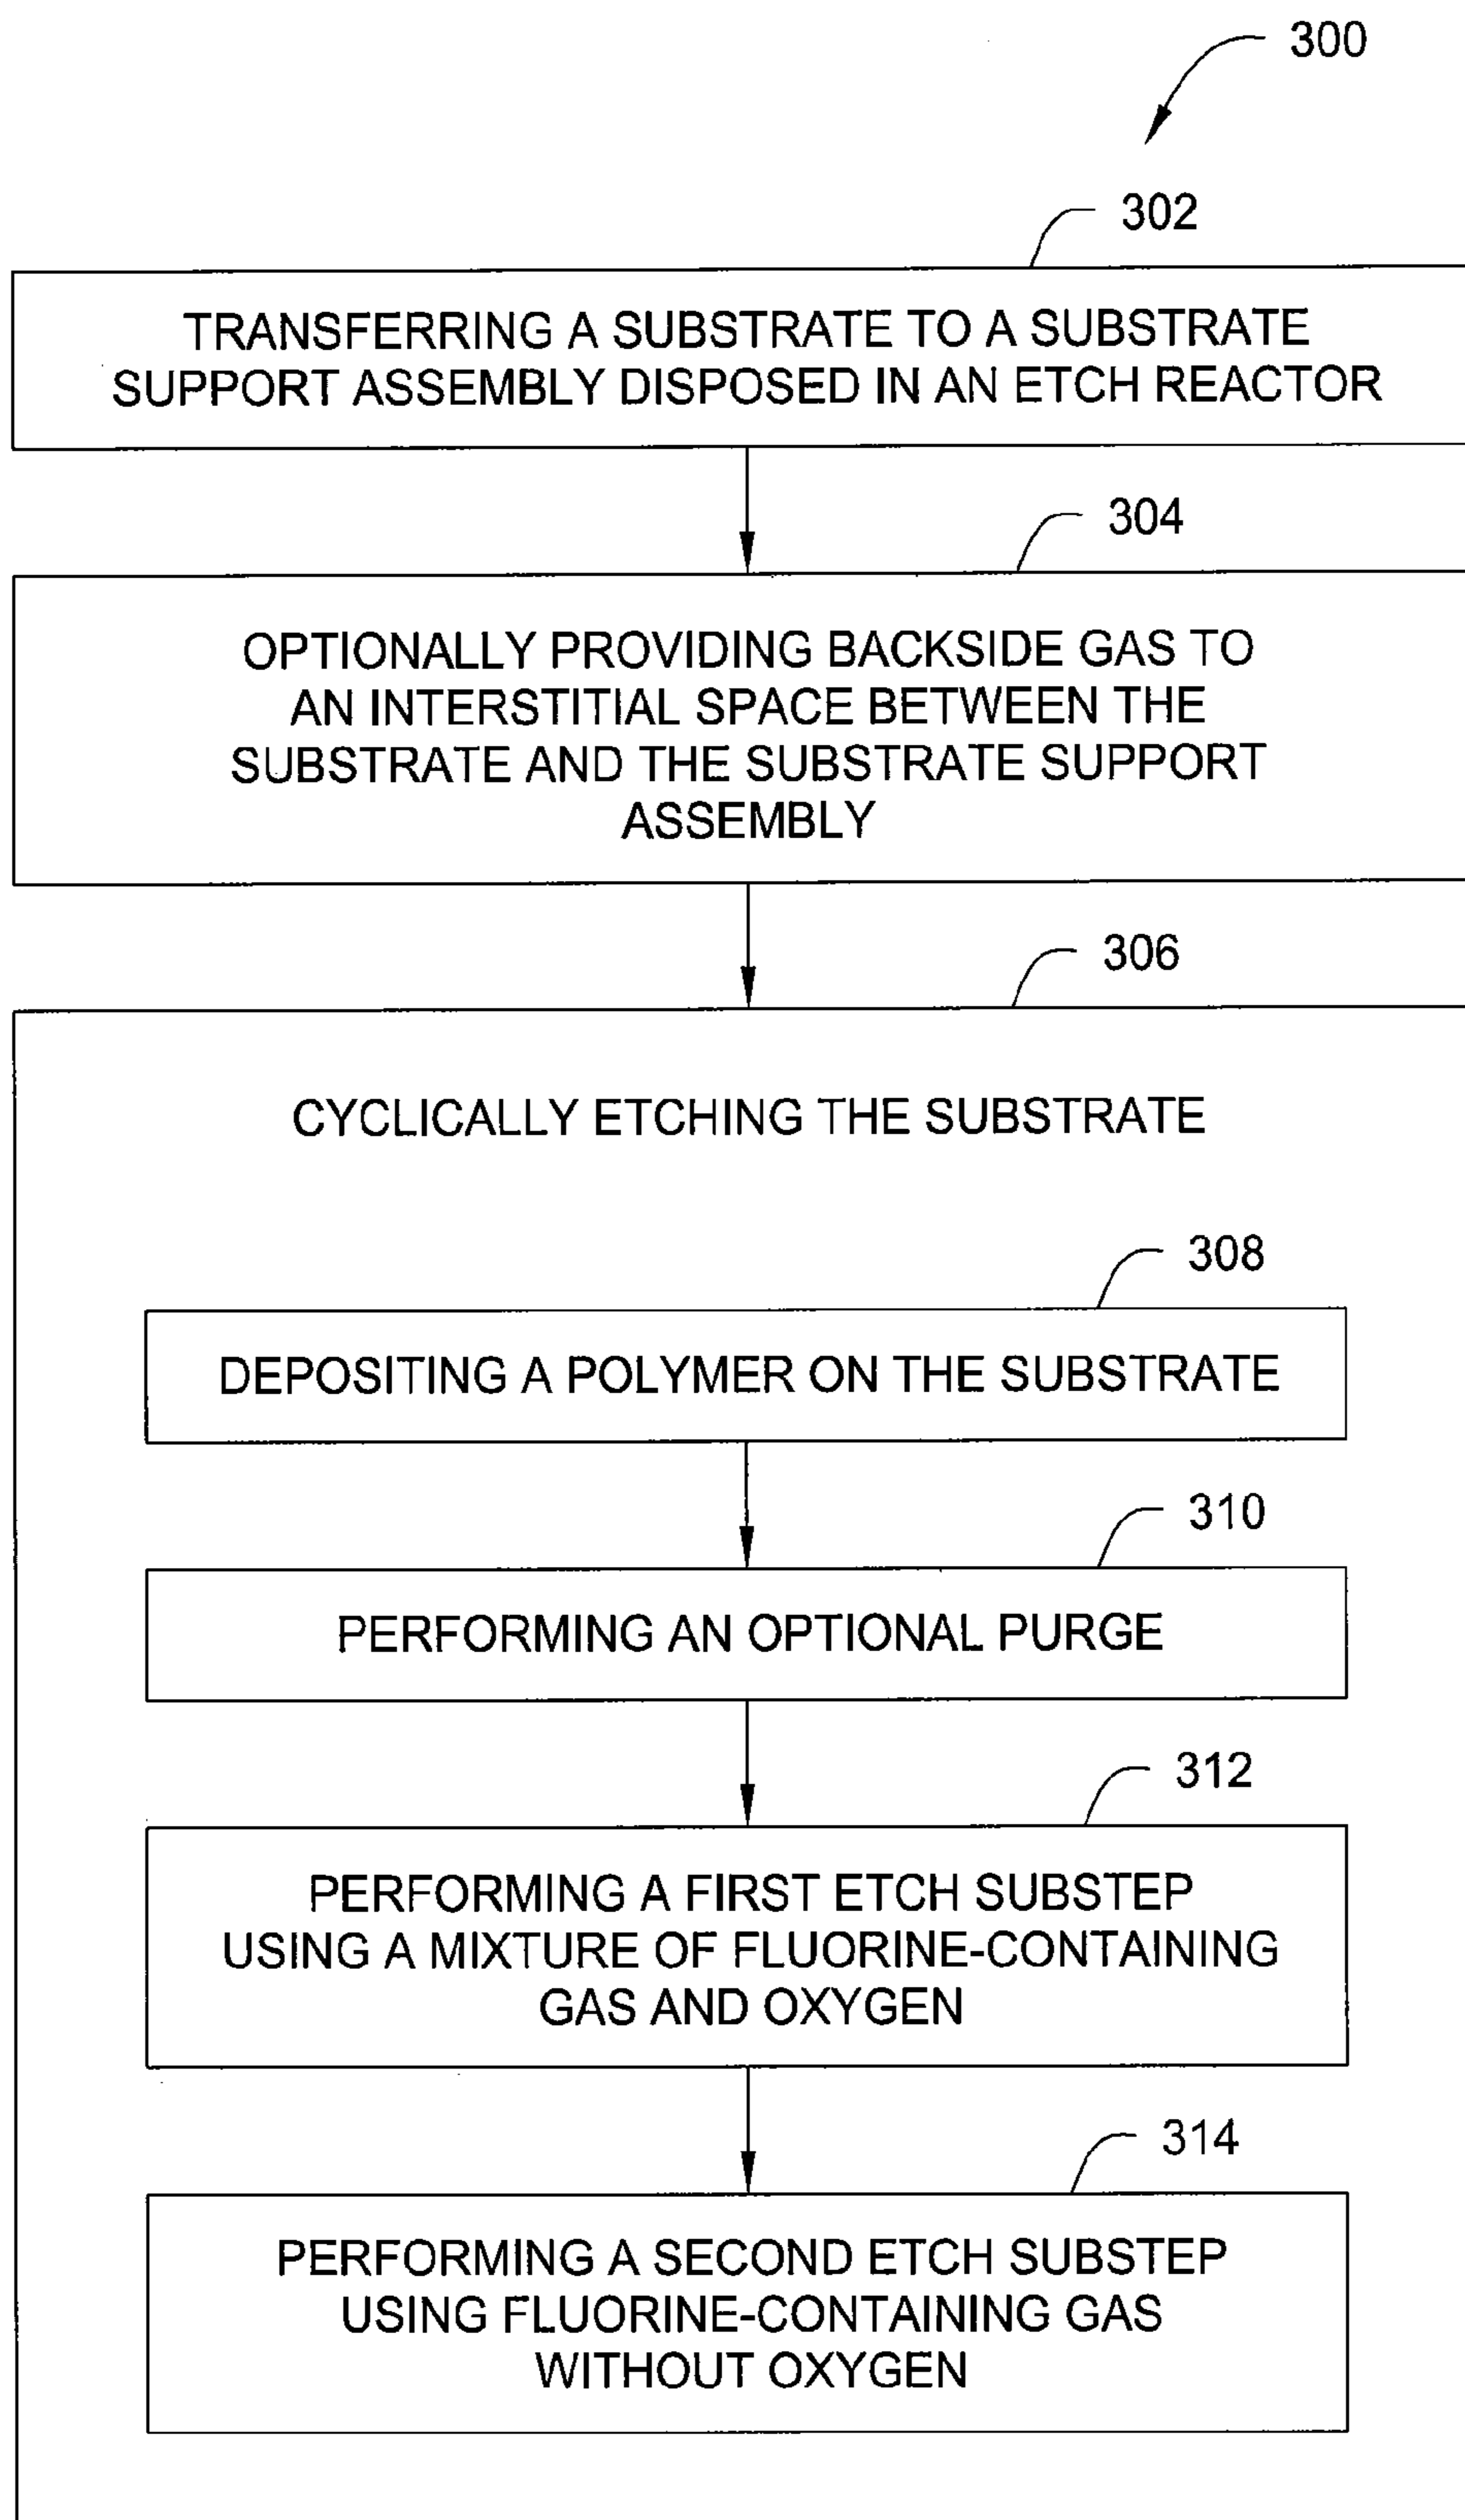 300
302
TRANSFERRING A SUBSTRATE TO A SUBSTRATE
SUPPORT ASSEMBLY DISPOSED IN AN ETCH REACTOR
304
OPTIONALLY PROVIDING BACKSIDE GAS TO
AN INTERSTITIAL SPACE BETWEEN THE
SUBSTRATE AND THE SUBSTRATE SUPPORT
ASSEMBLY
306
CYCLICALLY ETCHING THE SUBSTRATE
308
DEPOSITING A POLYMER ON THE SUBSTRATE
310
PERFORMING AN OPTIONAL PURGE
312
PERFORMING A FIRST ETCH SUBSTEP
USING A MIXTURE OF FLUORINE-CONTAINING
GAS AND OXYGEN
314
PERFORMING A SECOND ETCH SUBSTEP
USING FLUORINE-CONTAINING GAS
WITHOUT OXYGEN